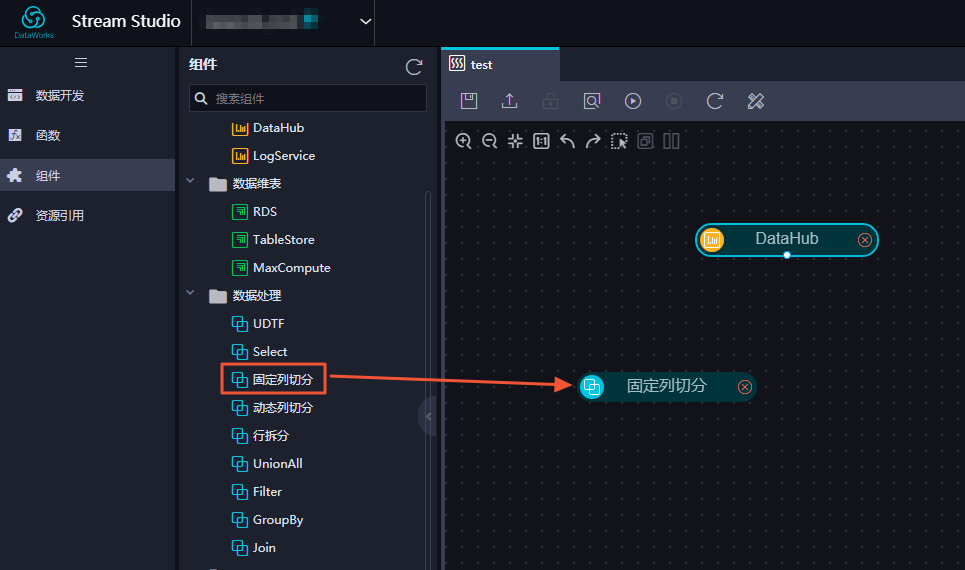 DataWorks
Stream Studio
数据开发
函数
组件
资源引用
组件
搜索组件
DataHub
LogService
数据维表
RDS
TableStore
MaxCompute
数据处理
UDTF
Select
固定列切分
动态列切分
行拆分
UnionAll
Filter
GroupBy
Join
test
1:1
DataHub
固定列切分